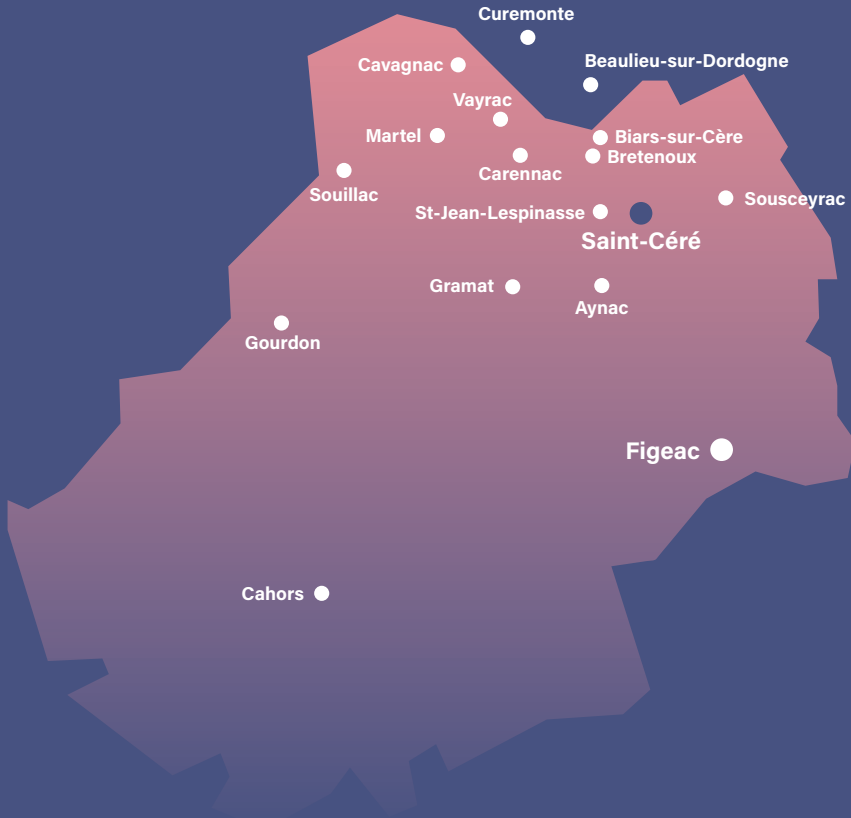 Curemonte
Beaulieu-sur-Dordogne
Cavagnac
Vayrac
Martel
Biars-sur-Cère
Bretenoux
Carennac
Souillac
Sousceyrac
St-Jean-Lespinasse
Saint-Céré
Gramat
Aynac
Gourdon
Figeac
Cahors